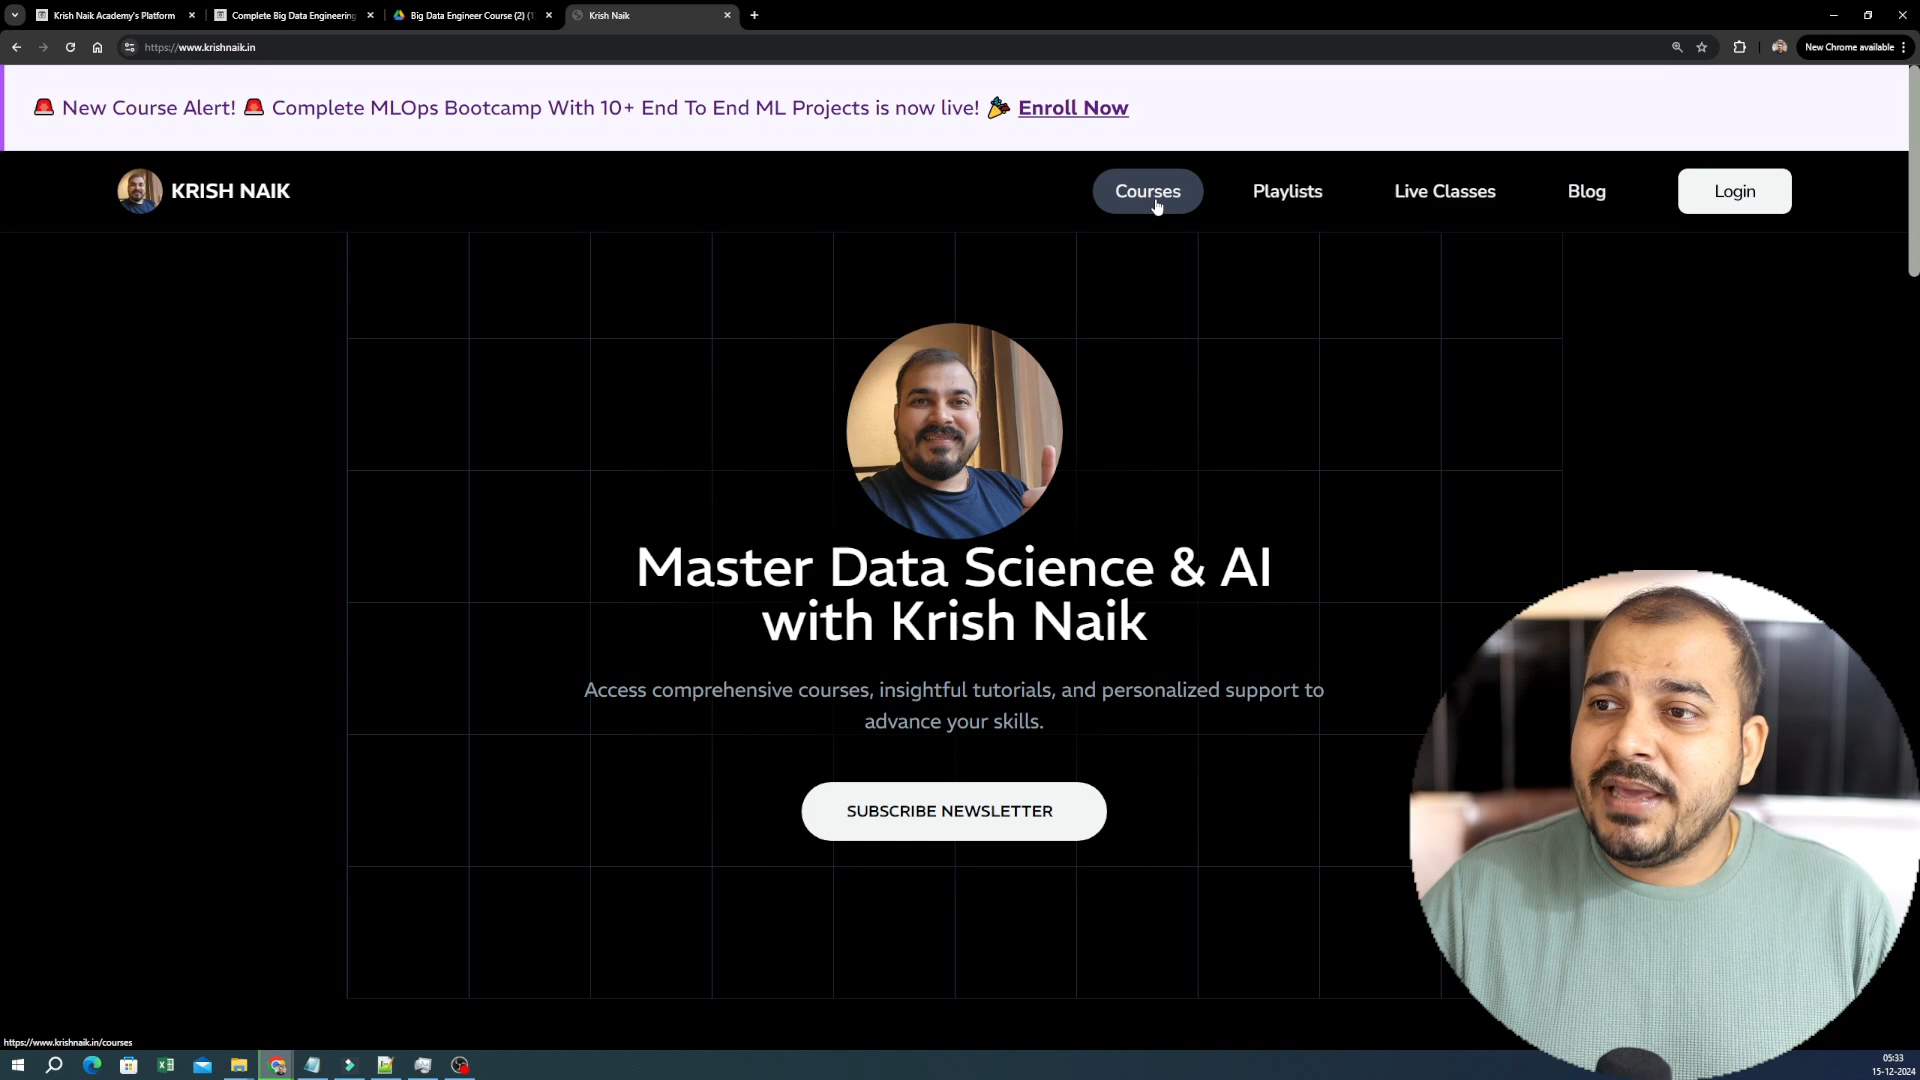 Krish Naik Academy's Platform
Complete Big Data Engineering
Big Data Engineer Course (2) (1
Krish Naik
https://www.krishnaik.in
New Chrome available
🚨 New Course Alert! 🚨 Complete MLOps Bootcamp With 10+ End To End ML Projects is now live! 🎉 Enroll Now
KRISH NAIK
Courses
Playlists
Live Classes
Blog
Login
Master Data Science & AI
with Krish Naik
Access comprehensive courses, insightful tutorials, and personalized support to
advance your skills.
SUBSCRIBE NEWSLETTER
https://www.krishnaik.in/courses
05:33
15-12-2024